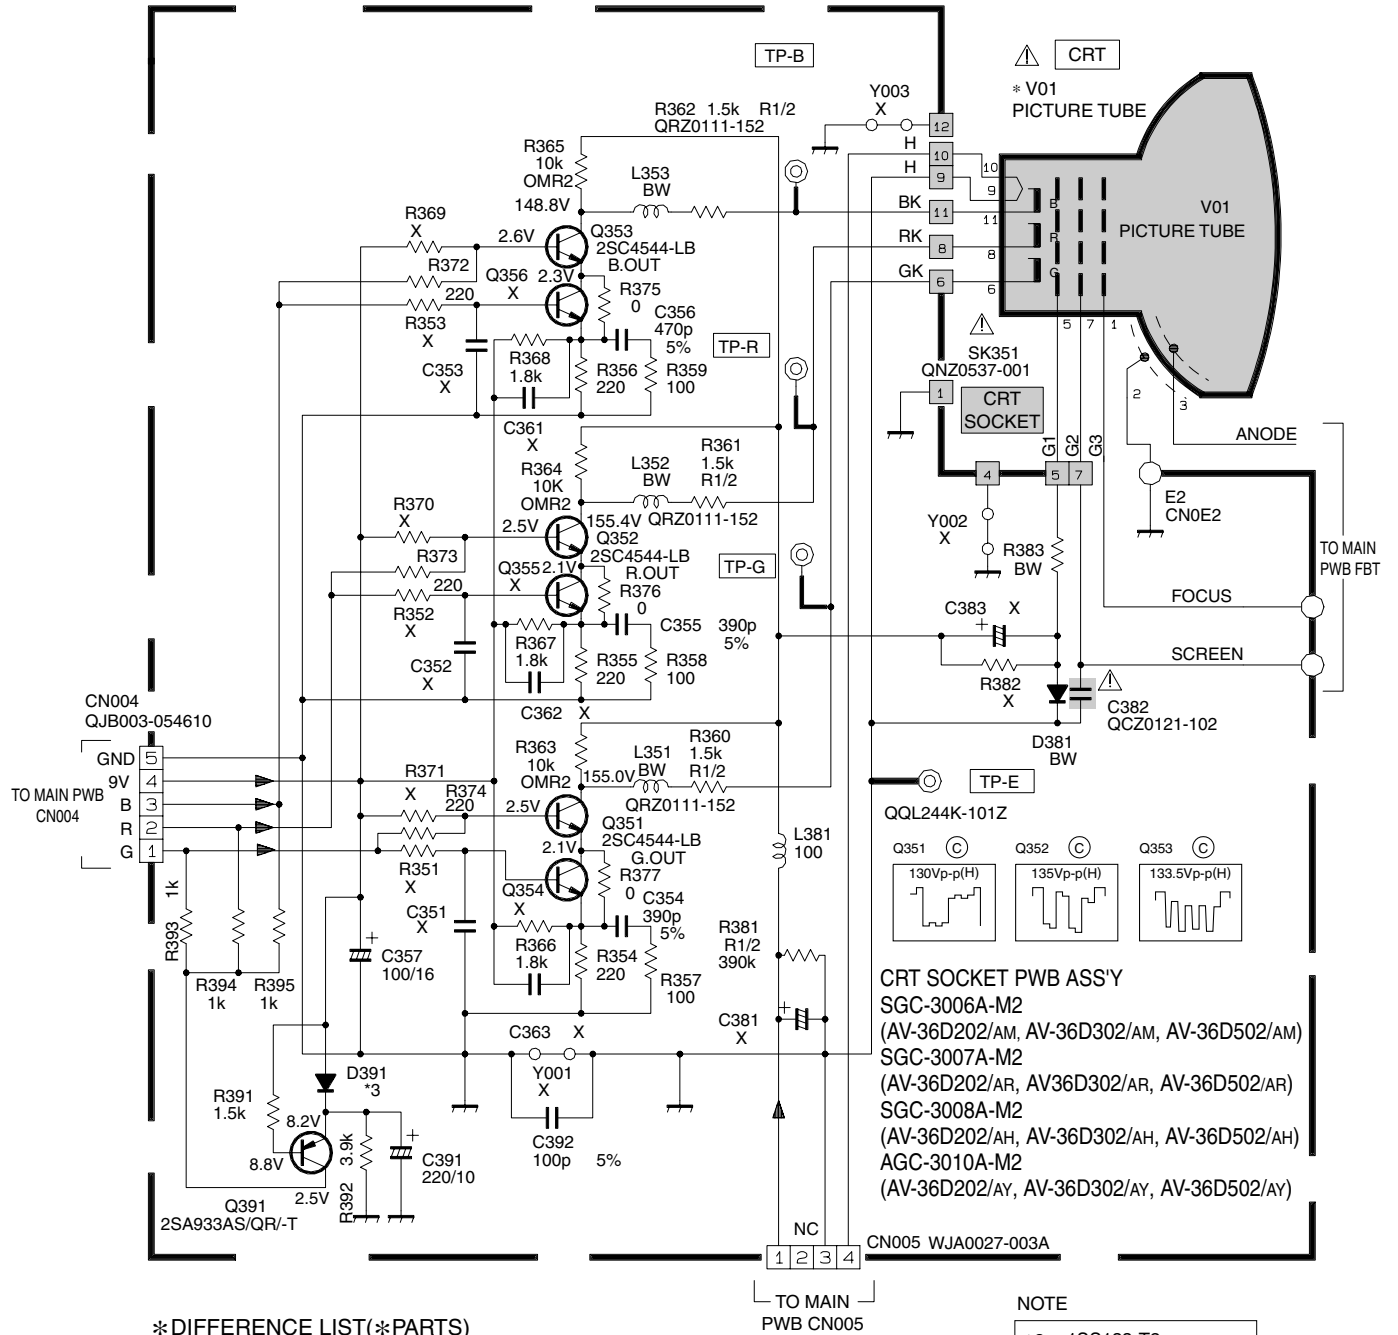 TP-B
⚠ CRT
* V01
PICTURE TUBE
Y003
X
R362 1.5k R1/2
QRZ0111-152
12
R365
10k
OMR2
L353
BW
H
10
10
H
9
9
148.8V
R369
X
BK
11
11
B
V01
PICTURE TUBE
2.6V
Q353
2SC4544-LB
B.OUT
RK
8
8
R
R372
220
Q356
X
2.3V
R375
0
GK
6
6
G
R353
X
C356
470p
5%
5
7
1
C353
X
R368
1.8k
R356
220
R359
100
TP-R
⚠
SK351
QNZ0537-001
1
CRT
SOCKET
2
3
C361
X
G1
G2
G3
ANODE
R364
10K
OMR2
L352
BW
R361
1.5k
R1/2
4
5
7
E2
CN0E2
R370
X
QRZ0111-152
2.5V
155.4V
Q352
2SC4544-LB
R.OUT
Y002
X
R383
BW
TO MAIN
PWB FBT
R373
220
Q355
X
2.1V
R376
0
TP-G
R352
X
C383
+
X
FOCUS
C355
390p
5%
C352
X
R367
1.8k
R355
220
R358
100
SCREEN
R382
X
⚠
C382
QCZ0121-102
CN004
QJB003-054610
C362
X
R363
10k
OMR2
L351
BW
R360
1.5k
R1/2
D381
BW
GND
5
9V
4
B
3
R
2
G
1
TO MAIN PWB
CN004
R371
X
R374
220
155.0V
QRZ0111-152
TP-E
QQL244K-101Z
2.5V
Q351
2SC4544-LB
G.OUT
L381
100
2.1V
R351
X
Q354
X
R377
0
Q351
C
130Vp-p(H)
Q352
C
135Vp-p(H)
Q353
C
133.5Vp-p(H)
1k
R393
C351
X
C354
390p
5%
R381
R1/2
390k
+
C357
100/16
R366
1.8k
R354
220
R357
100
R394
1k
R395
1k
C381
X
+
CRT SOCKET PWB ASS'Y
SGC-3006A-M2
(AV-36D202/AM, AV-36D302/AM, AV-36D502/AM)
SGC-3007A-M2
(AV-36D202/AR, AV36D302/AR, AV-36D502/AR)
SGC-3008A-M2
(AV-36D202/AH, AV-36D302/AH, AV-36D502/AH)
AGC-3010A-M2
(AV-36D202/AY, AV-36D302/AY, AV-36D502/AY)
C363
X
Y001
X
D391
*3
R391
1.5k
8.2V
8.8V
2.5V
3.9k
R392
+
C391
220/10
C392
100p
5%
Q391
2SA933AS/QR/-T
NC
1 2 3 4
CN005 WJA0027-003A
TO MAIN
PWB CN005
NOTE
*DIFFERENCE LIST(*PARTS)